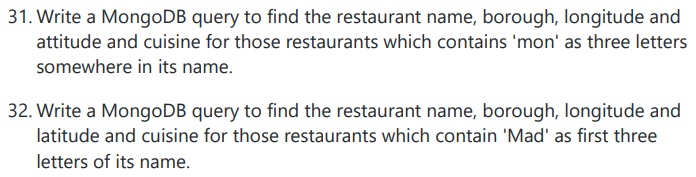 31. Write a MongoDB query to find the restaurant name, borough, longitude and
attitude and cuisine for those restaurants which contains 'mon' as three letters
somewhere in its name.
32. Write a MongoDB query to find the restaurant name, borough, longitude and
latitude and cuisine for those restaurants which contain 'Mad' as first three
letters of its name.